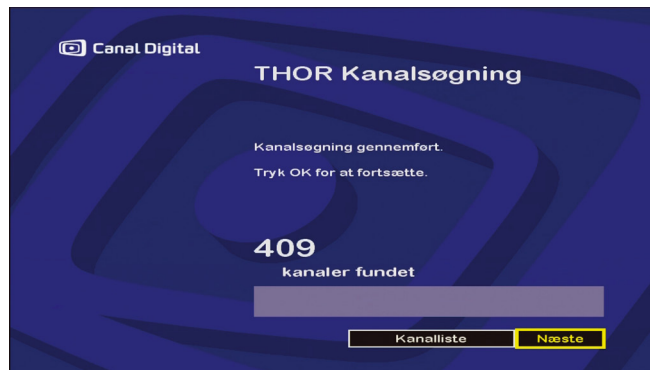 Canal Digital
THOR Kanalsøgning
Kanalsøgning gennemført.
Tryk OK for at fortsætte.
409
kanaler fundet
Kanalliste
Næste